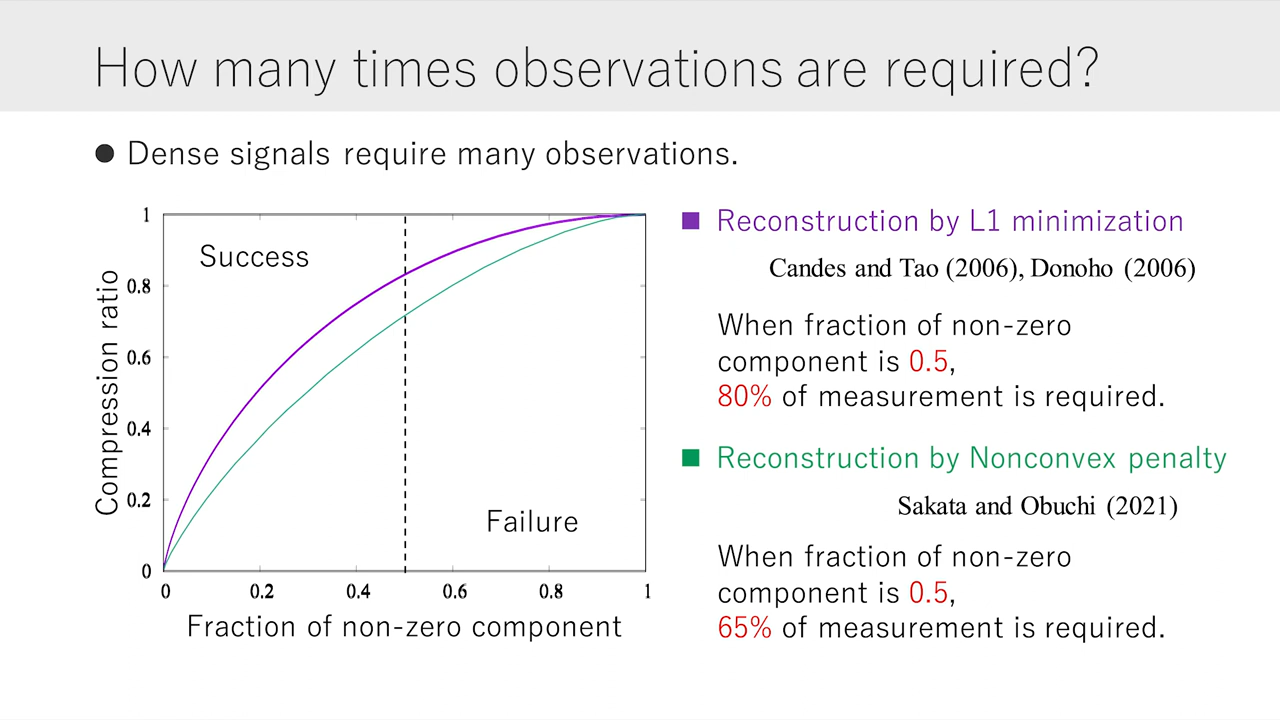 How many times observations are required?
● Dense signals require many observations.
1
0.8
0.6
0.4
0.2
0
Compression ratio
Success
Failure
0 0.2 0.4 0.6 0.8 1
Fraction of non-zero component
■ Reconstruction by L1 minimization
Candes and Tao (2006), Donoho (2006)
When fraction of non-zero
component is 0.5,
80% of measurement is required.
■ Reconstruction by Nonconvex penalty
Sakata and Obuchi (2021)
When fraction of non-zero
component is 0.5,
65% of measurement is required.